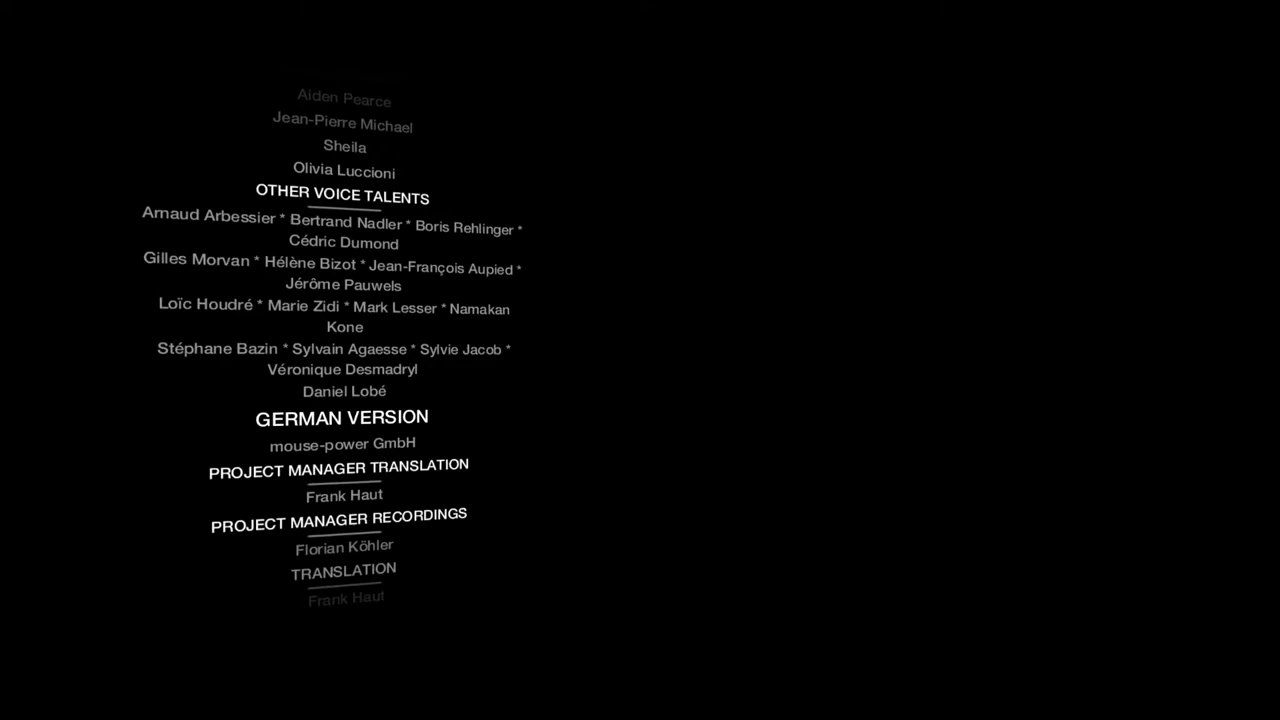 Aiden Pearce
Jean-Pierre Michael
Sheila
Olivia Luccioni
OTHER VOICE TALENTS
Arnaud Arbessier * Bertrand Nadler * Boris Rehlinger *
Cédric Dumond
Gilles Morvan * Hélène Bizot * Jean-François Aupied *
Jérôme Pauwels
Loïc Houdré * Marie Zidi * Mark Lesser * Namakan
Kone
Stéphane Bazin * Sylvain Agaesse * Sylvie Jacob *
Véronique Desmadryl
Daniel Lobé
GERMAN VERSION
mouse-power GmbH
PROJECT MANAGER TRANSLATION
Frank Haut
PROJECT MANAGER RECORDINGS
Florian Köhler
TRANSLATION
Frank Haut